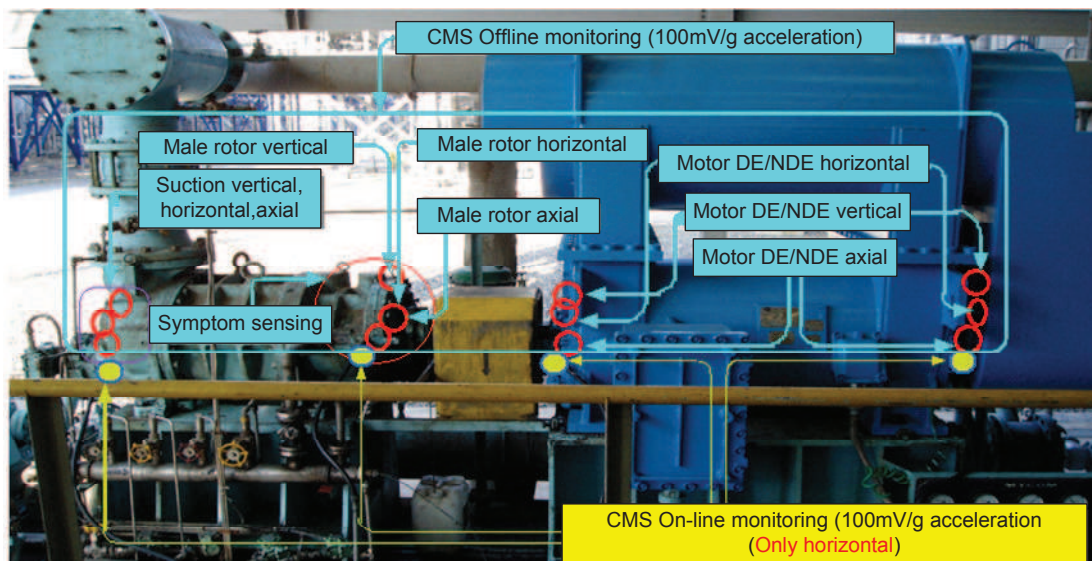 CMS Offline monitoring (100mV/g acceleration)
Male rotor vertical
Male rotor horizontal
Motor DE/NDE horizontal
Suction vertical,
horizontal,axial
Male rotor axial
Motor DE/NDE vertical
Motor DE/NDE axial
Symptom sensing
CMS On-line monitoring (100mV/g acceleration
(Only horizontal)